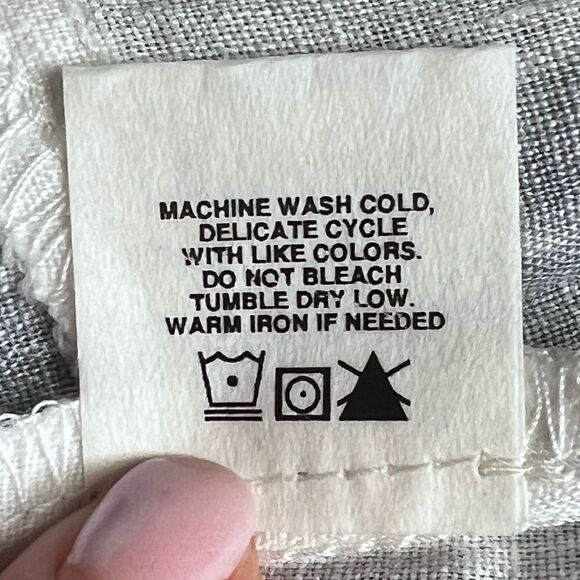 MACHINE WASH COLD,
DELICATE CYCLE
WITH LIKE COLORS.
DO NOT BLEACH
TUMBLE DRY LOW.
WARM IRON IF NEEDED